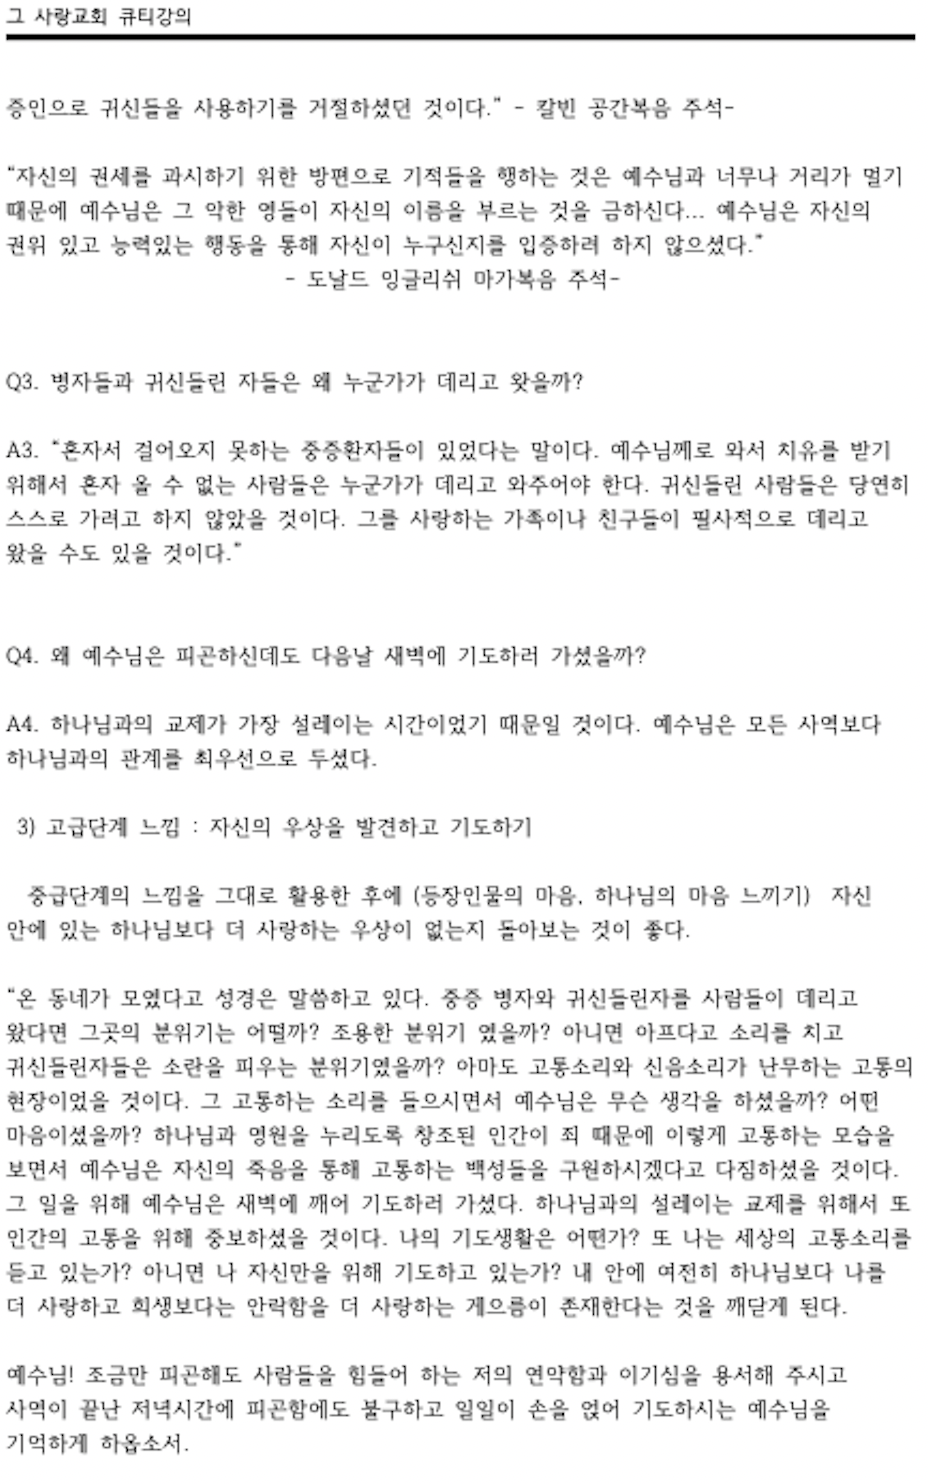 그 사랑교회 큐티강의
증인으로 귀신들을 사용하기를 거절하셨던 것이다." - 칼빈 공간복음 주석-
"자신의 권세를 과시하기 위한 방편으로 기적들을 행하는 것은 예수님과 너무나 거리가 멀기
때문에 예수님은 그 악한 영들이 자신의 이름을 부르는 것을 금하신다... 예수님은 자신의
권위 있고 능력있는 행동을 통해 자신이 누구신지를 입증하려 하지 않으셨다."
- 도날드 잉글리쉬 마가복음 주석-
Q3. 병자들과 귀신들린 자들은 왜 누군가가 데리고 왓을까?
A3. "혼자서 걸어오지 못하는 중증환자들이 있었다는 말이다. 예수님께로 와서 치유를 받기
위해서 혼자 올 수 없는 사람들은 누군가가 데리고 와주어야 한다. 귀신들린 사람들은 당연히
스스로 가려고 하지 않았을 것이다. 그를 사랑하는 가족이나 친구들이 필사적으로 데리고
왔을 수도 있을 것이다."
Q4. 왜 예수님은 피곤하신데도 다음날 새벽에 기도하러 가셨을까?
A4. 하나님과의 교제가 가장 설레이는 시간이었기 때문일 것이다. 예수님은 모든 사역보다
하나님과의 관계를 최우선으로 두셨다.
3) 고급단계 느낌 : 자신의 우상을 발견하고 기도하기
중급단계의 느낌을 그대로 활용한 후에 (등장인물의 마음, 하나님의 마음 느끼기) 자신
안에 있는 하나님보다 더 사랑하는 우상이 없는지 돌아보는 것이 좋다.
"온 동네가 모였다고 성경은 말씀하고 있다. 중증 병자와 귀신들린자를 사람들이 데리고
왔다면 그곳의 분위기는 어떨까? 조용한 분위기 였을까? 아니면 아프다고 소리를 치고
귀신들린자들은 소란을 피우는 분위기였을까? 아마도 고통소리와 신음소리가 난무하는 고통의
현장이었을 것이다. 그 고통하는 소리를 들으시면서 예수님은 무슨 생각을 하셨을까? 어떤
마음이셨을까? 하나님과 영원을 누리도록 창조된 인간이 죄 때문에 이렇게 고통하는 모습을
보면서 예수님은 자신의 죽음을 통해 고통하는 백성들을 구원하시겠다고 다짐하셨을 것이다.
그 일을 위해 예수님은 새벽에 깨어 기도하러 가셨다. 하나님과의 설레이는 교제를 위해서 또
인간의 고통을 위해 중보하셨을 것이다. 나의 기도생활은 어떤가? 또 나는 세상의 고통소리를
듣고 있는가? 아니면 나 자신만을 위해 기도하고 있는가? 내 안에 여전히 하나님보다 나를
더 사랑하고 희생보다는 안락함을 더 사랑하는 게으름이 존재한다는 것을 깨닫게 된다.
예수님! 조금만 피곤해도 사람들을 힘들어 하는 저의 연약함과 이기심을 용서해 주시고
사역이 끝난 저녁시간에 피곤함에도 불구하고 일일이 손을 얹어 기도하시는 예수님을
기억하게 하옵소서.